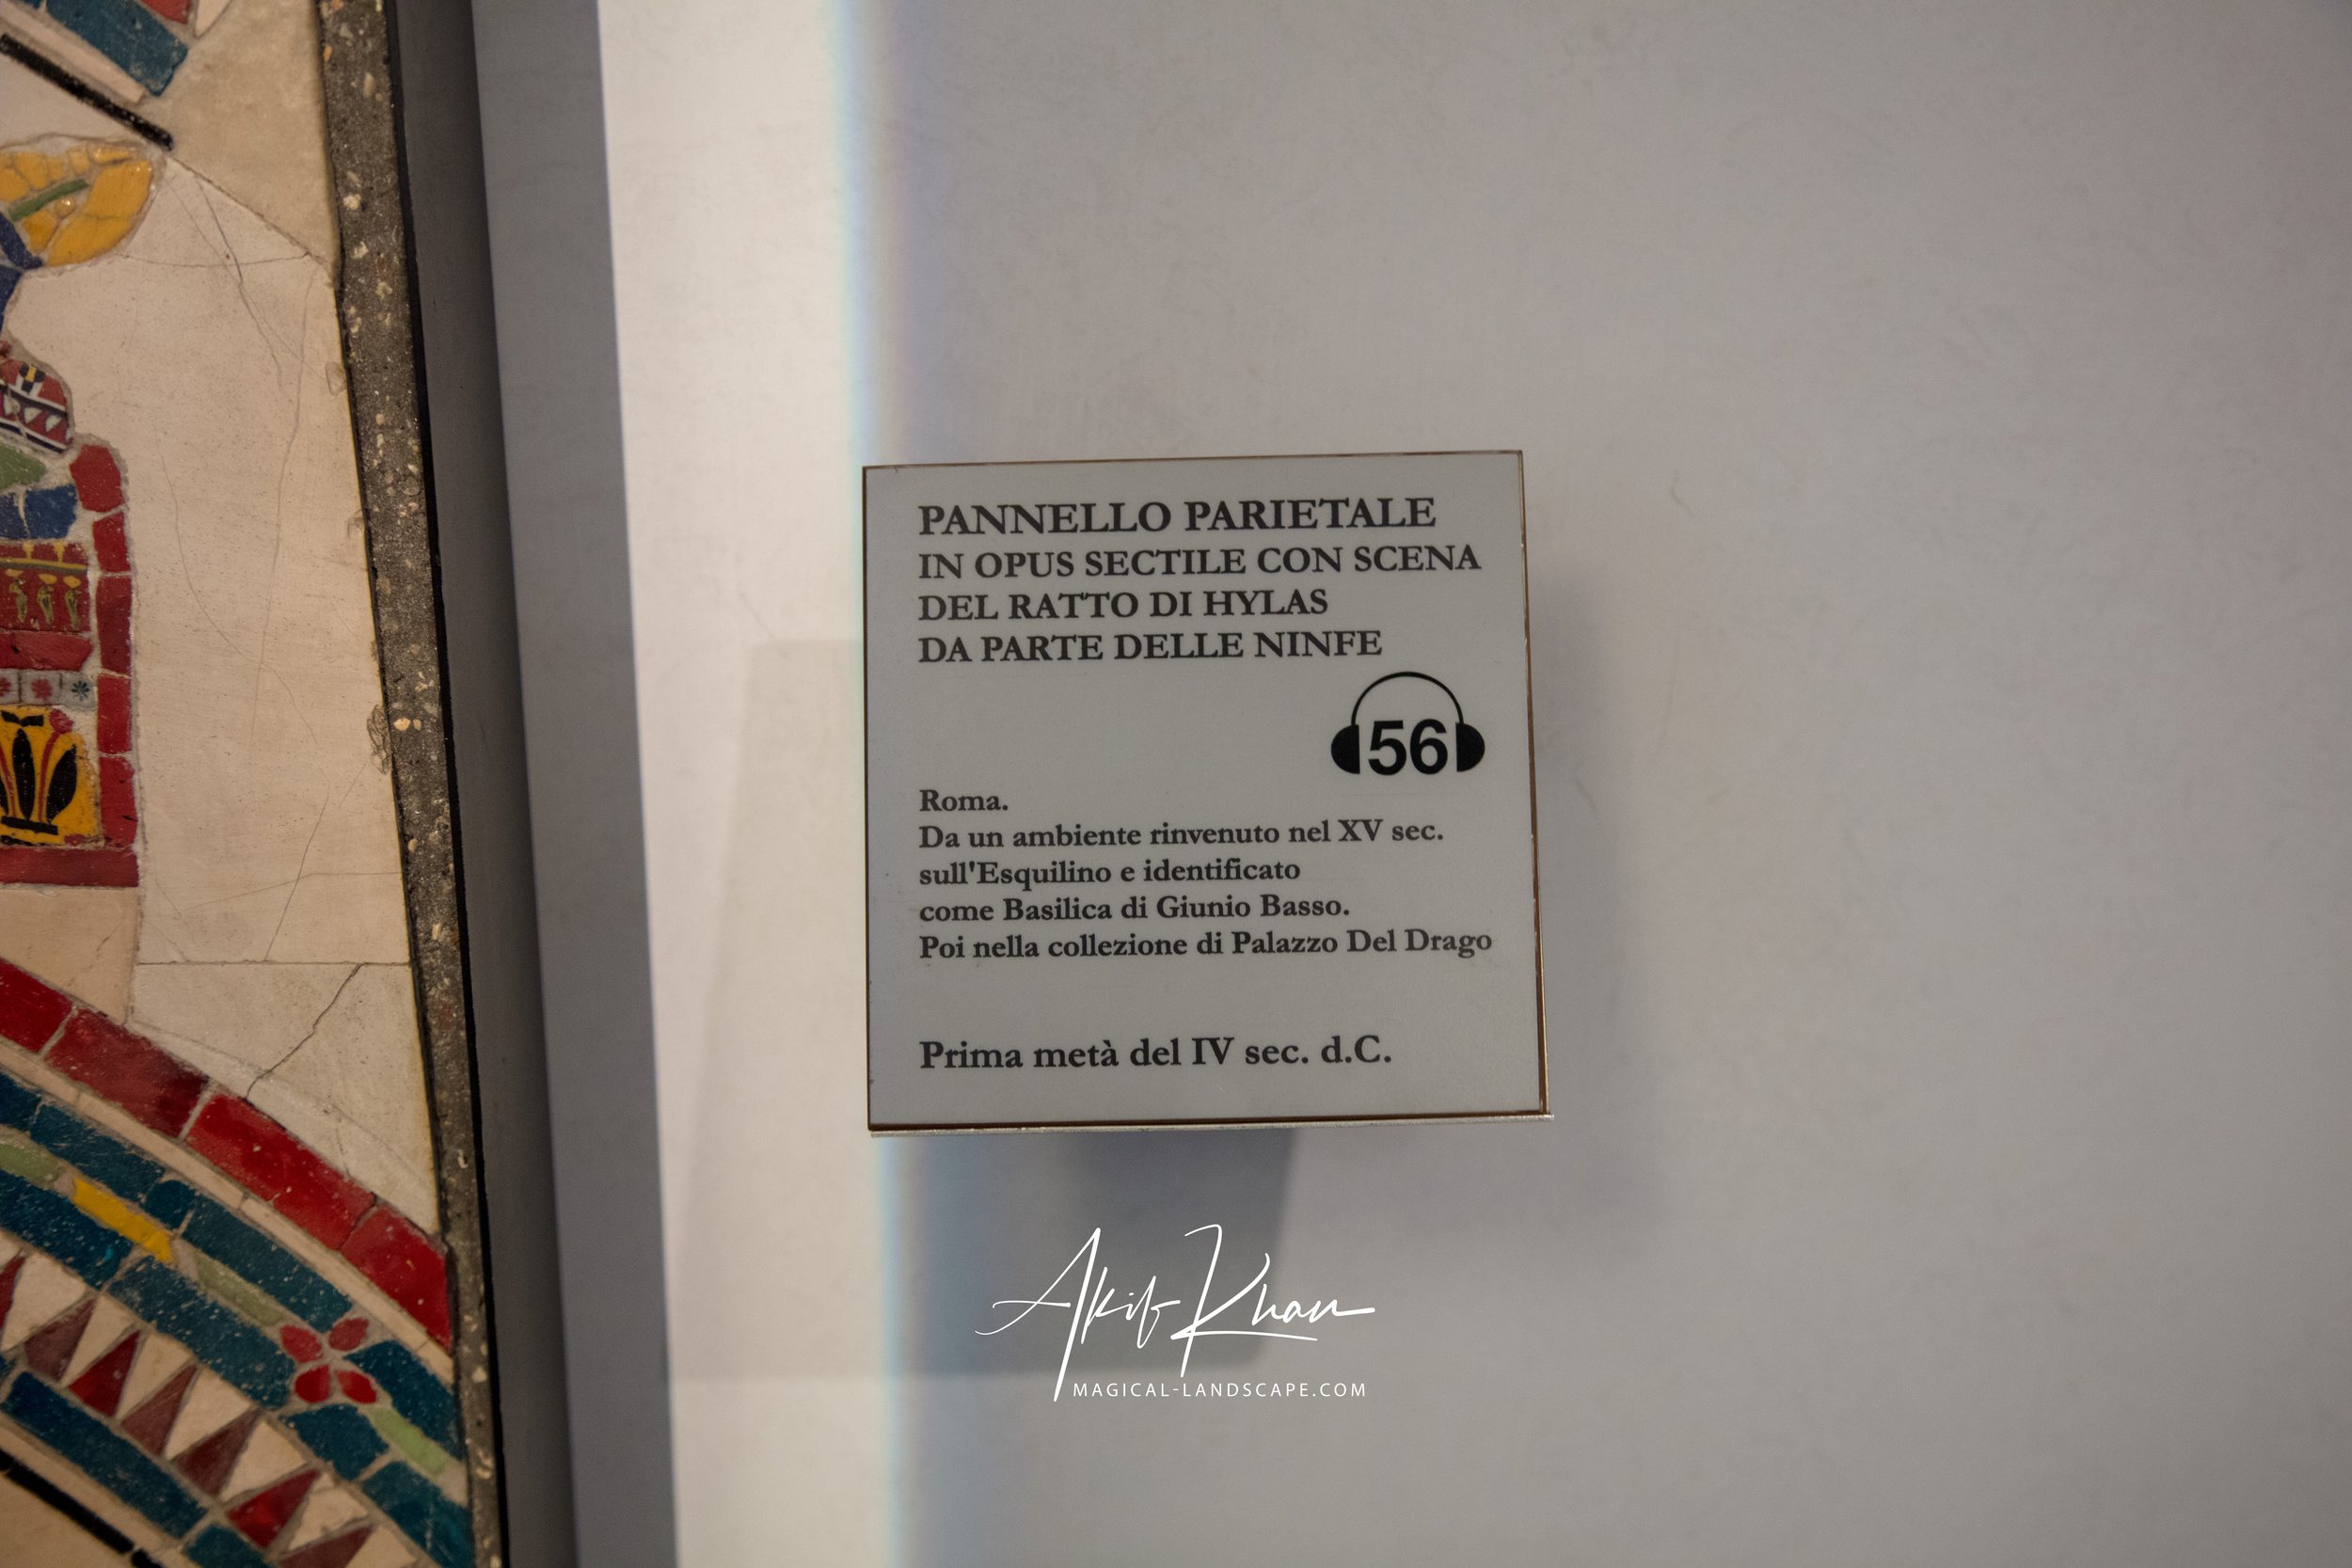 PANNELLO PARIETALE
IN OPUS SECTILE CON SCENA
DEL RATTO DI HYLAS
DA PARTE DELLE NINFE
56
Roma.
Da un ambiente rinvenuto nel XV sec.
sull'Esquilino e identificato
come Basilica di Giunio Basso.
Poi nella collezione di Palazzo Del Drago
Prima metà del IV sec. d.C.
Akif Khan
MAGICAL-LANDSCAPE.COM